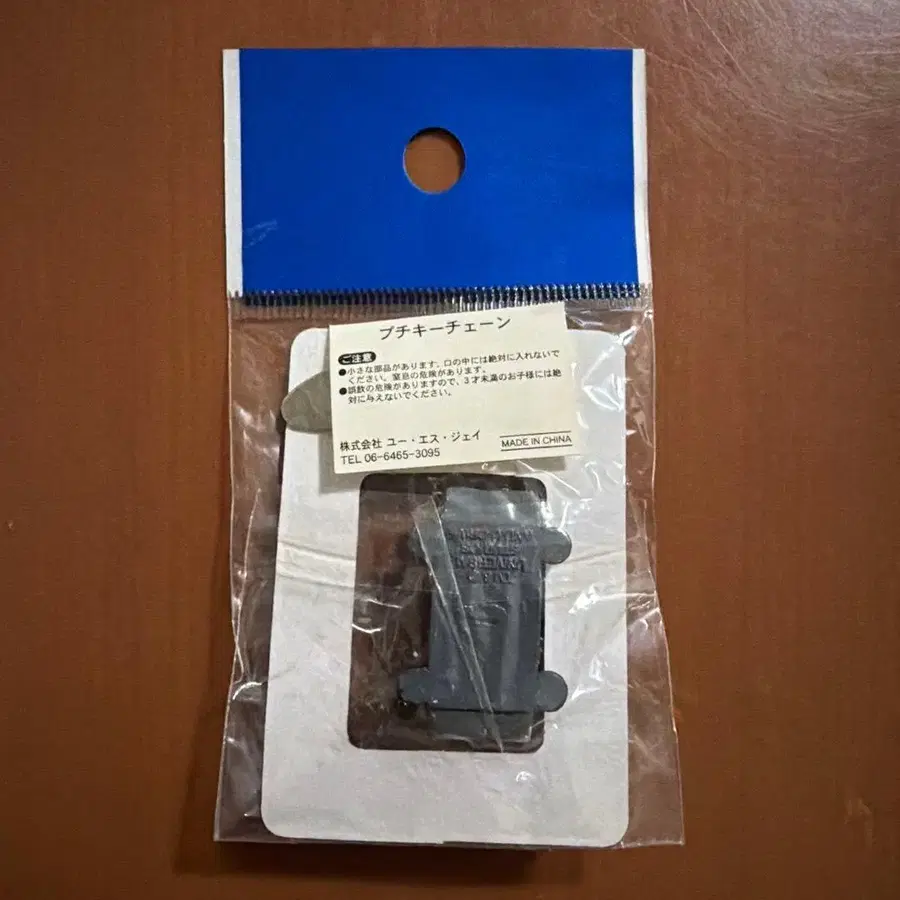 プチキーチェーン
ご注意
●小さな部品があります。口の中には絶対に入れないで
ください。窒息の危険があります。
●誤飲の危険がありますので、3才未満のお子様には絶
対に与えないでください。
株式会社 ユー・エス・ジェイ
TEL 06-6465-3095
MADE IN CHINA